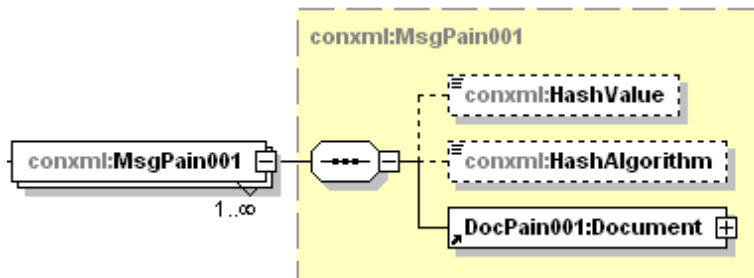 conxml:MsgPain001
conxml:HashValue
conxml:MsgPain001
conxml:HashAlgorithm
1..∞
DocPain001:Document